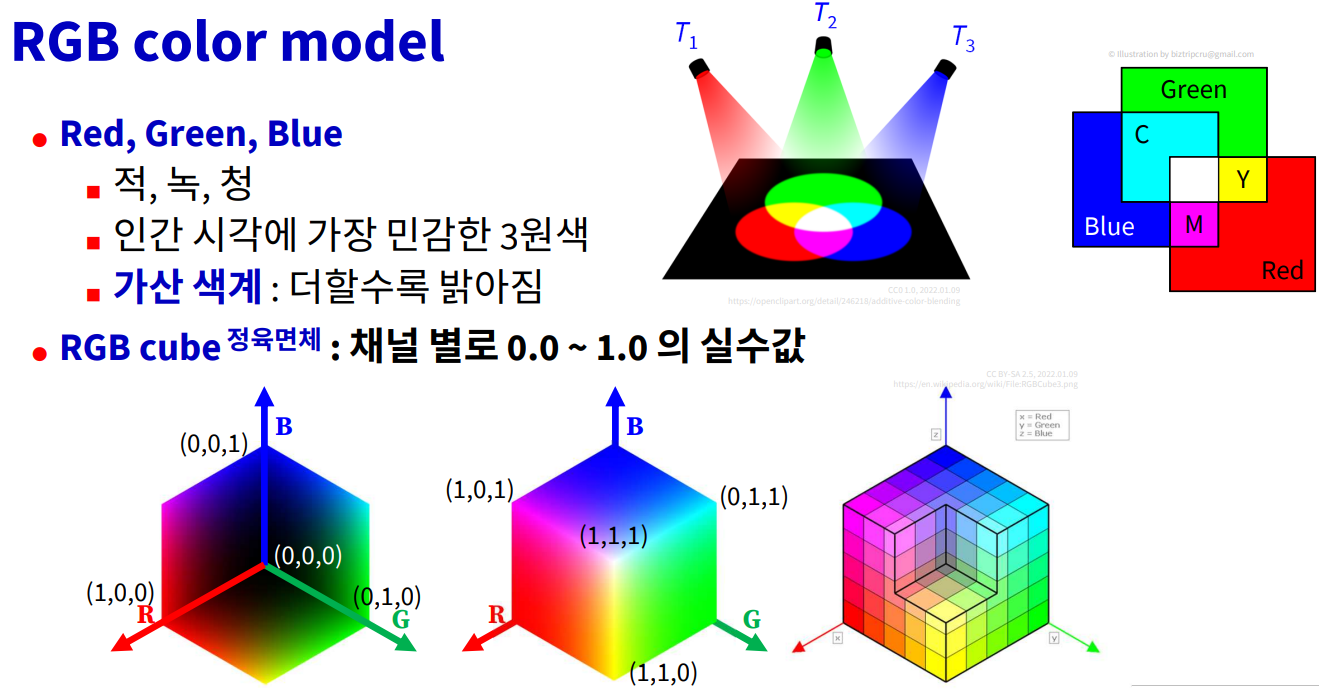 RGB color model
Red, Green, Blue
적, 녹, 청
인간 시각에 가장 민감한 3원색
가산 색계 : 더할수록 밝아짐
T1
T2
T3
CC0 1.0, 2022.01.09
https://openclipart.org/detail/246218/additive-color-blending
© Illustration by biztripcru@gmail.com
Green
C
Y
Blue
M
Red
RGB cube 정육면체 : 채널 별로 0.0 ~ 1.0 의 실수값
CC BY-SA 2.5, 2022.01.09
https://en.wikipedia.org/wiki/File:RGBCube3.png
B
(0,0,1)
(0,0,0)
(1,0,0)
R
(0,1,0)
G
B
(1,0,1)
(0,1,1)
(1,1,1)
R
G
(1,1,0)
x = Red
y = Green
z = Blue
z
x
y